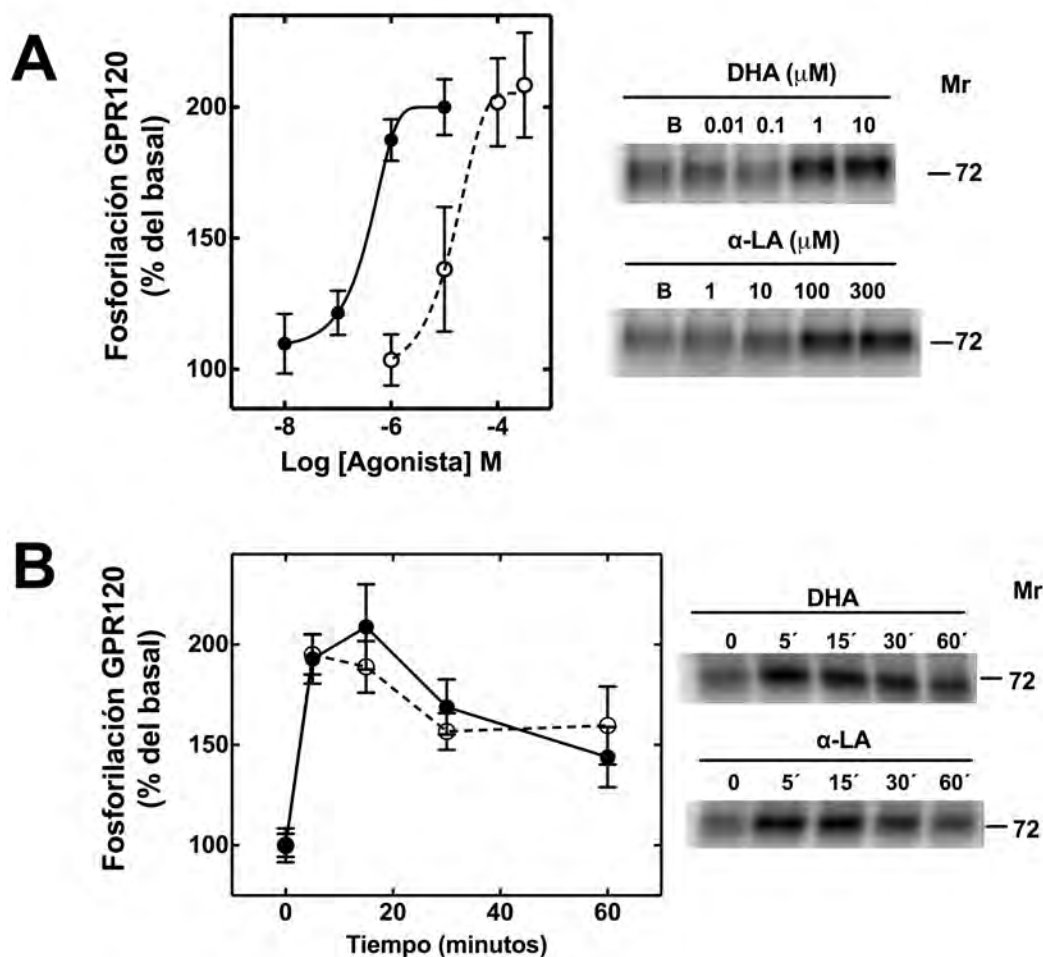 A
Fosforilación GPR120
(% del basal)
200
150
100
-8
-6
-4
Log [Agonista] M
DHA (μM)
Mr
B 0.01 0.1 1 10
—72
α-LA (μM)
B 1 10 100 300
—72
B
Fosforilación GPR120
(% del basal)
200
150
100
0
20
40
60
Tiempo (minutos)
DHA
Mr
0 5´ 15´ 30´ 60´
—72
α-LA
0 5´ 15´ 30´ 60´
—72